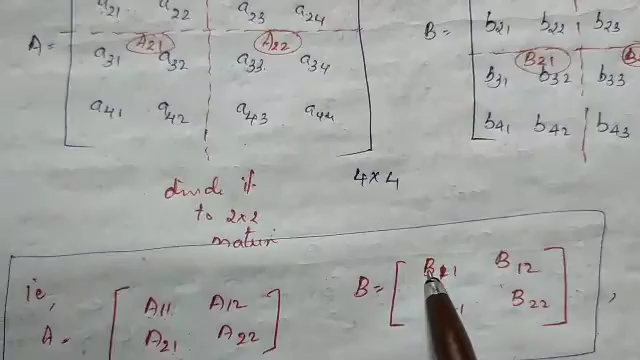 a21 a22 a23 a24
A = A21 A22 B = b21 b22 b23
a31 a32 a33 a34 B21
b31 b32 b33
a41 a42 a43 a44 b41 b42 b43
4×4
divide it
to 2×2
matrix
ie, A11 A12 B = B12
A = A21 A22 B22 ,